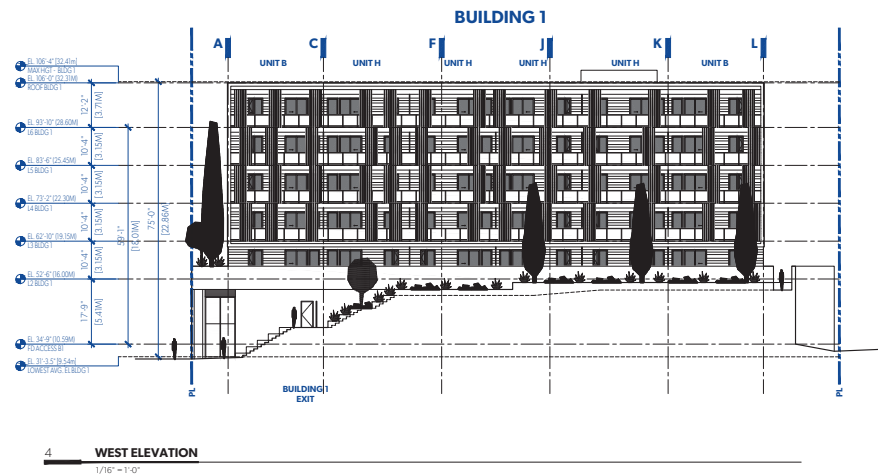 BUILDING 1
A C F J K L
UNIT B UNIT H UNIT H UNIT H UNIT H UNIT B
EL. 106'-4" [32.41m]
MAX HGT - BLDG 1
EL. 106'-0" (32.31M)
ROOF BLDG 1
12'-2"
[3.71M]
EL. 93'-10" (28.60M)
L6 BLDG 1
10'-4"
[3.15M]
EL. 83'-6" (25.45M)
L5 BLDG 1
10'-4"
[3.15M]
EL. 73'-2" (22.30M)
L4 BLDG 1
10'-4"
[3.15M]
59'-1"
[18.01M]
75'-0"
[22.86M]
EL. 62'-10" (19.15M)
L3 BLDG 1
10'-4"
[3.15M]
EL. 52'-6" (16.00M)
L2 BLDG 1
17'-9"
[5.41M]
EL. 34'-9" (10.59M)
FD ACCESS B1
EL. 31'-3.5" [9.54m]
LOWEST AVG. EL BLDG 1
PL
BUILDING 1
EXIT
PL
4 WEST ELEVATION
1/16" = 1'-0"